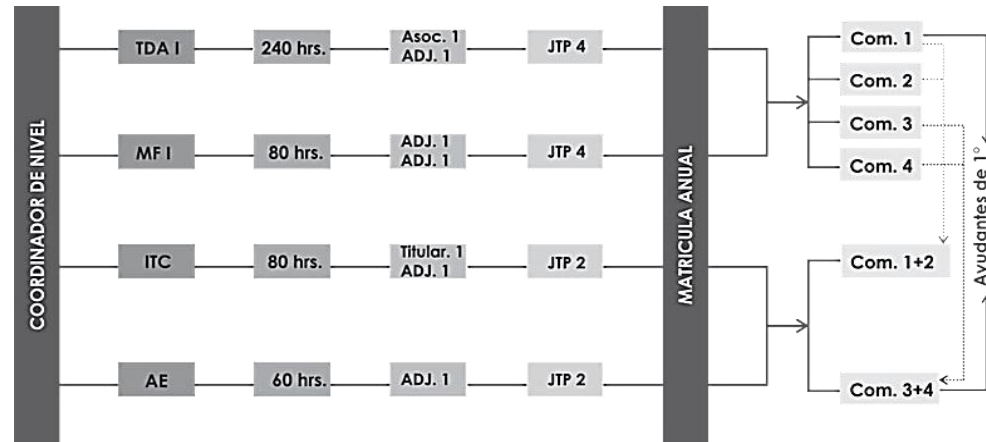 COORDINADOR DE NIVEL
TDA I
240 hrs.
Asoc. 1
ADJ. 1
JTP 4
MF I
80 hrs.
ADJ. 1
ADJ. 1
JTP 4
ITC
80 hrs.
Titular. 1
ADJ. 1
JTP 2
AE
60 hrs.
ADJ. 1
JTP 2
MATRICULA ANUAL
Com. 1
Com. 2
Com. 3
Com. 4
Com. 1+2
Com. 3+4
Ayudantes de 1°